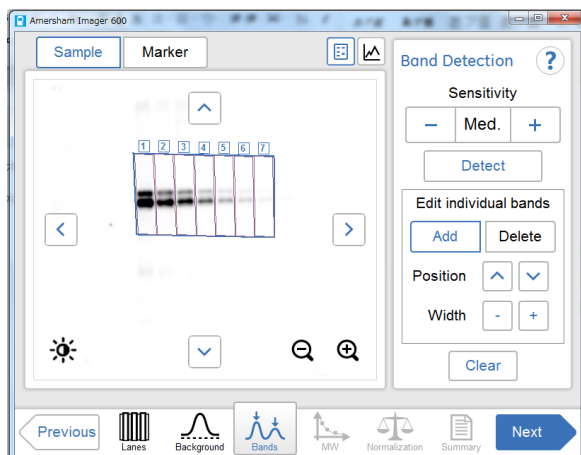 Amersham Imager 600
Sample
Marker
Band Detection
?
Sensitivity
− Med. +
Detect
Edit individual bands
Add
Delete
Position
Width
- +
Clear
1 2 3 4 5 6 7
Previous
Lanes
Background
Bands
MW
Normalization
Summary
Next